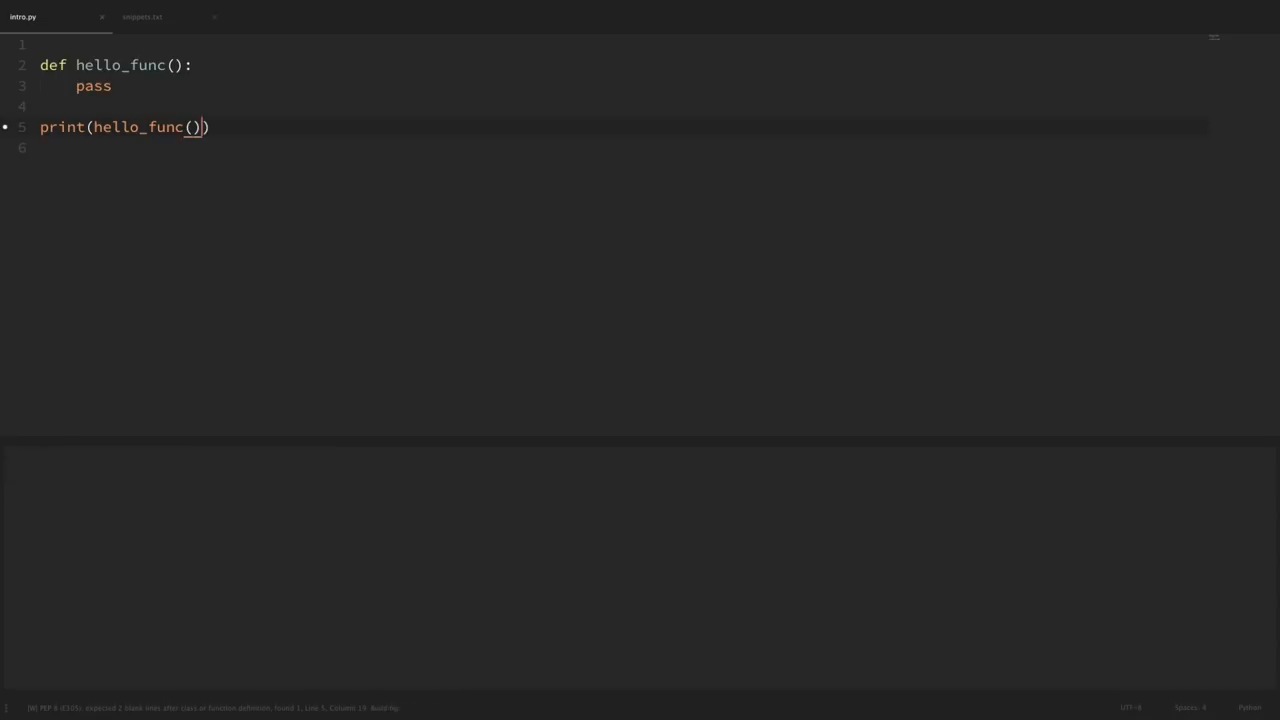 intro.py
snippets.txt
1
2 def hello_func():
3 pass
4
5 print(hello_func())
6
[W] PEP 8 (E305): expected 2 blank lines after class or function definition, found 1, Line 5, Column 19
UTF-8
Spaces: 4
Python